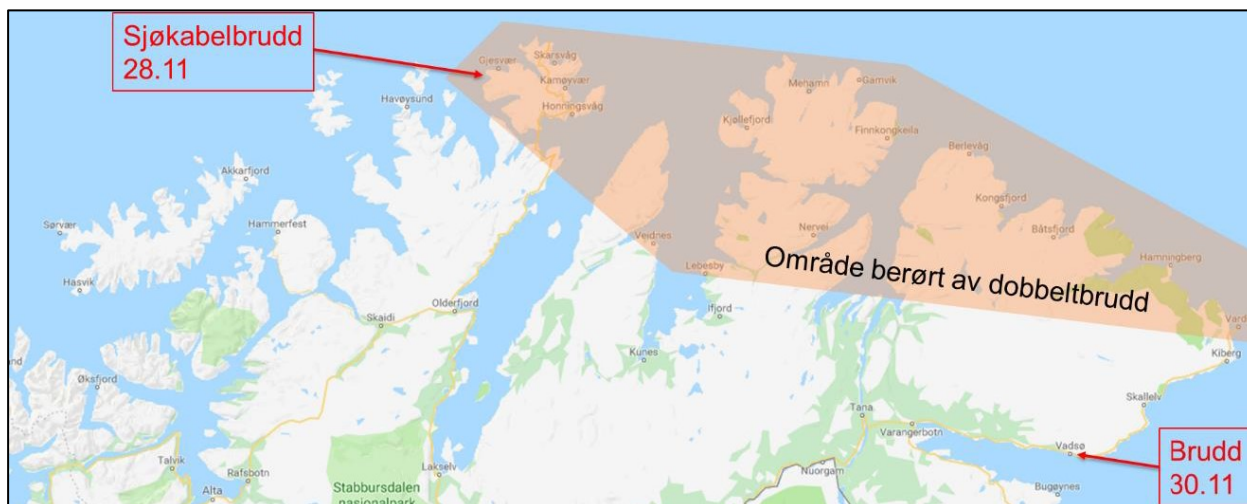 Sjøkabelbrudd
28.11
Gjesvær
Skarsvåg
Kamøyvær
Honningsvåg
Havøysund
Mehamn
Gamvik
Kjøllefjord
Finnkongkeila
Berlevåg
Kongsfjord
Båtsfjord
Hamningberg
Akkarfjord
Sørvær
Hammerfest
Hasvik
Veidnes
Nervei
Lebesby
Område berørt av dobbeltbrudd
Vardø
Olderfjord
Skaidi
Ifjord
Kunes
Kiberg
Øksfjord
Skallelv
Tana
Varangerbotn
Vadsø
Brudd
30.11
Talvik
Rafsbotn
Alta
Stabbursdalen
nasjonalpark
Lakselv
Nuorgam
Bugøynes